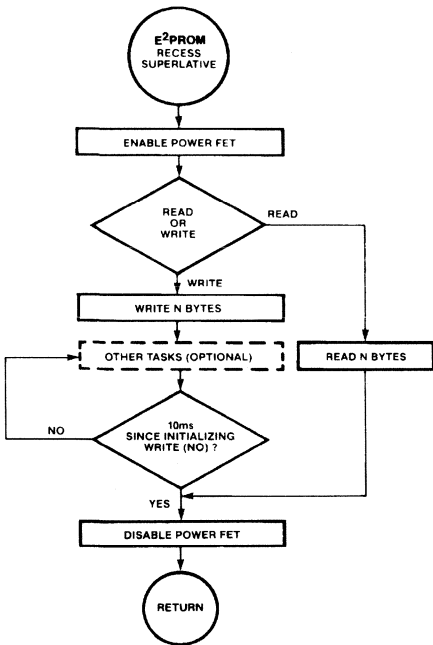 E²PROM
RECESS
SUPERLATIVE
ENABLE POWER FET
READ
OR
WRITE
READ
WRITE
WRITE N BYTES
OTHER TASKS (OPTIONAL)
READ N BYTES
10ms
SINCE INITIALIZING
WRITE (NO) ?
NO
YES
DISABLE POWER FET
RETURN